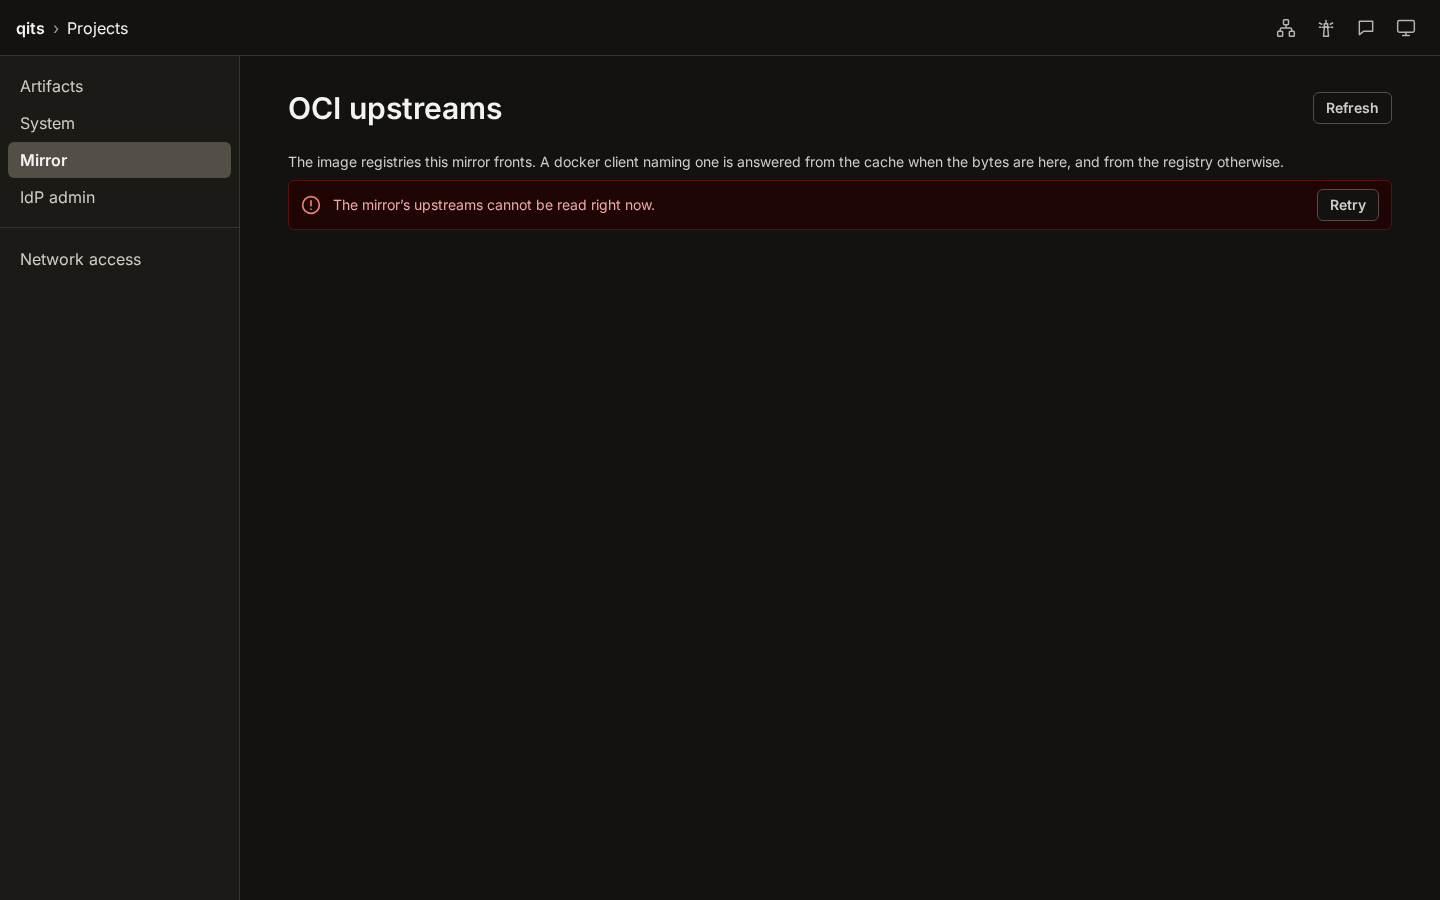 qits › Projects
Artifacts
System
Mirror
IdP admin
Network access
OCI upstreams
Refresh
The image registries this mirror fronts. A docker client naming one is answered from the cache when the bytes are here, and from the registry otherwise.
The mirror’s upstreams cannot be read right now.
Retry